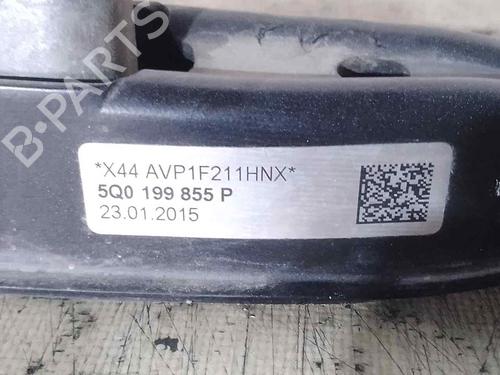 B-PARTS
*X44 AVP1F211HNX*
5Q0 199 855 P
23.01.2015